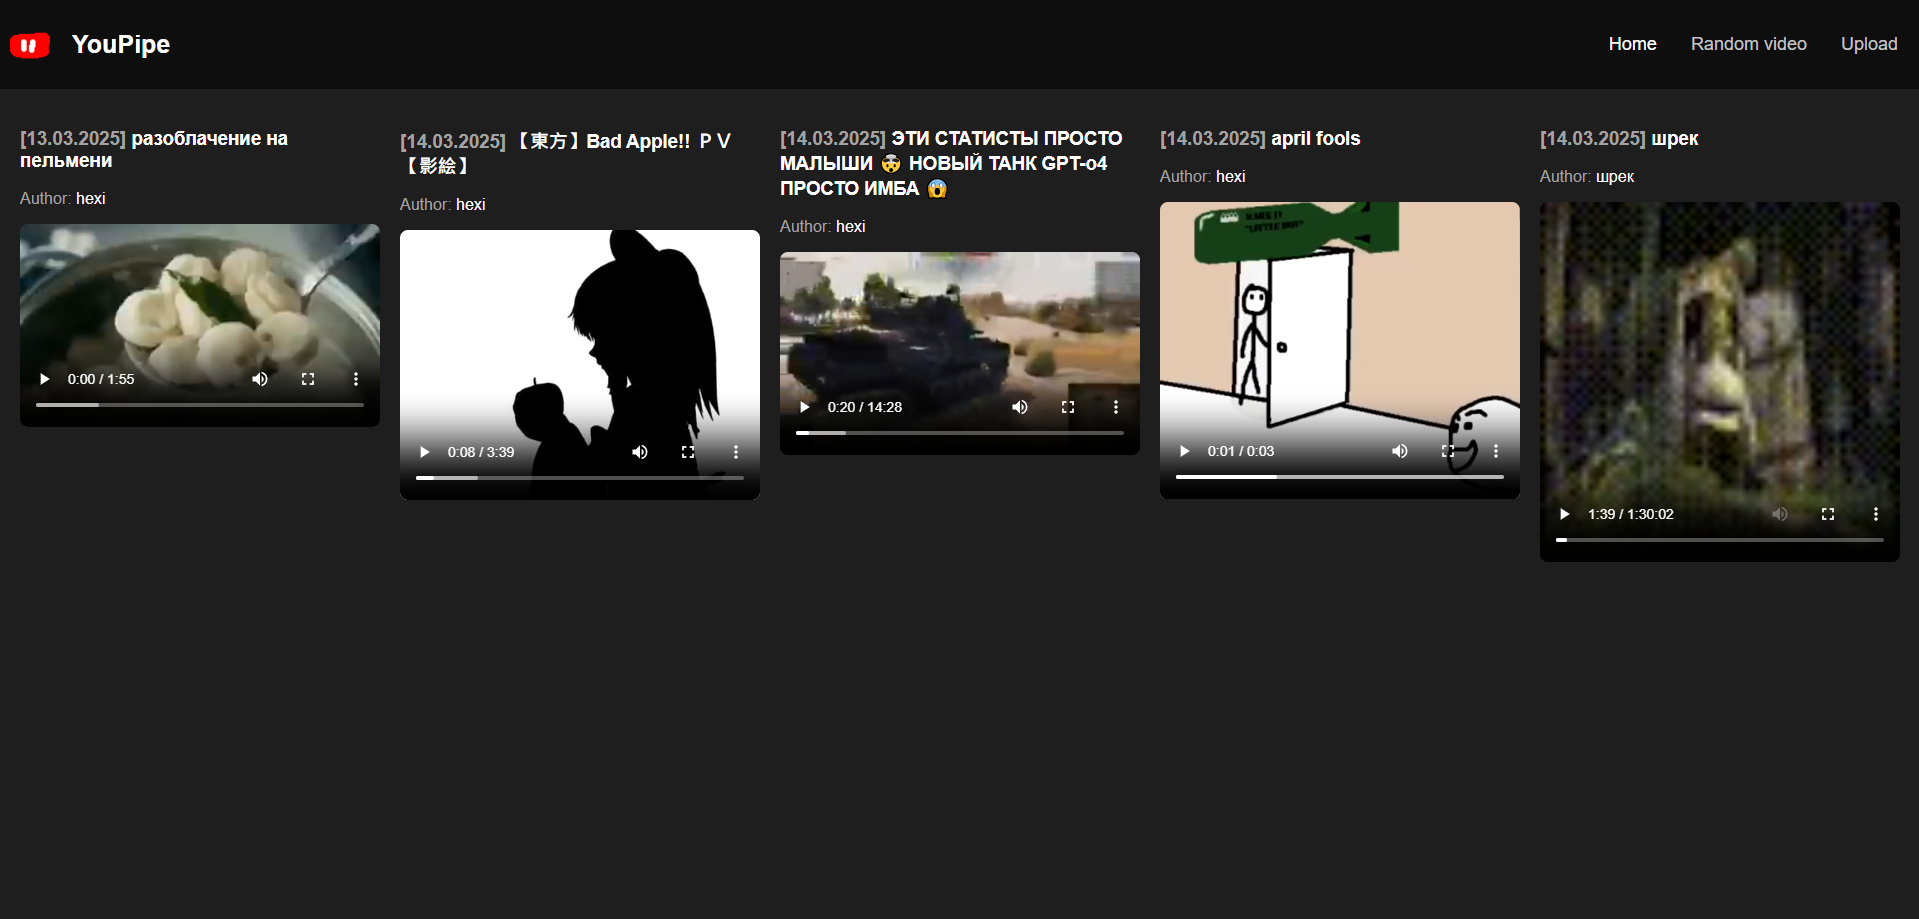 YouPipe
Home
Random video
Upload
[13.03.2025] разоблачение на
пельмени
Author: hexi
0:00 / 1:55
[14.03.2025] 【東方】Bad Apple!! ＰＶ
【影絵】
Author: hexi
0:08 / 3:39
[14.03.2025] ЭТИ СТАТИСТЫ ПРОСТО
МАЛЫШИ 🤯 НОВЫЙ ТАНК GPT-o4
ПРОСТО ИМБА 😱
Author: hexi
0:20 / 14:28
[14.03.2025] april fools
Author: hexi
"LITTLE BOY"
0:01 / 0:03
[14.03.2025] шрек
Author: шрек
1:39 / 1:30:02